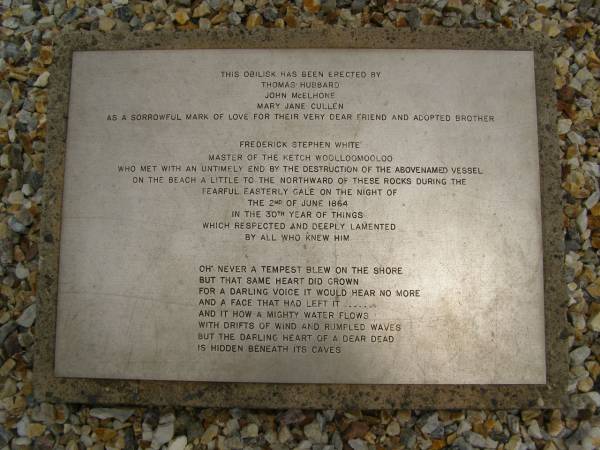 THIS OBILISK HAS BEEN ERECTED BY
THOMAS HUBBARD
JOHN McELHONE
MARY JANE CULLEN
AS A SORROWFUL MARK OF LOVE FOR THEIR VERY DEAR FRIEND AND ADOPTED BROTHER
FREDERICK STEPHEN WHITE
MASTER OF THE KETCH WOOLLOOMOOLOO
WHO MET WITH AN UNTIMELY END BY THE DESTRUCTION OF THE ABOVENAMED VESSEL
ON THE BEACH A LITTLE TO THE NORTHWARD OF THESE ROCKS DURING THE
FEARFUL EASTERLY GALE ON THE NIGHT OF
THE 2ND OF JUNE 1864
IN THE 30TH YEAR OF THINGS
WHICH RESPECTED AND DEEPLY LAMENTED
BY ALL WHO KNEW HIM
OH' NEVER A TEMPEST BLEW ON THE SHORE
BUT THAT SAME HEART DID GROWN
FOR A DARLING VOICE IT WOULD HEAR NO MORE
AND A FACE THAT HAD LEFT IT ......
AND IT HOW A MIGHTY WATER FLOWS
WITH DRIFTS OF WIND AND RUMPLED WAVES
BUT THE DARLING HEART OF A DEAR DEAD
IS HIDDEN BENEATH ITS CAVES